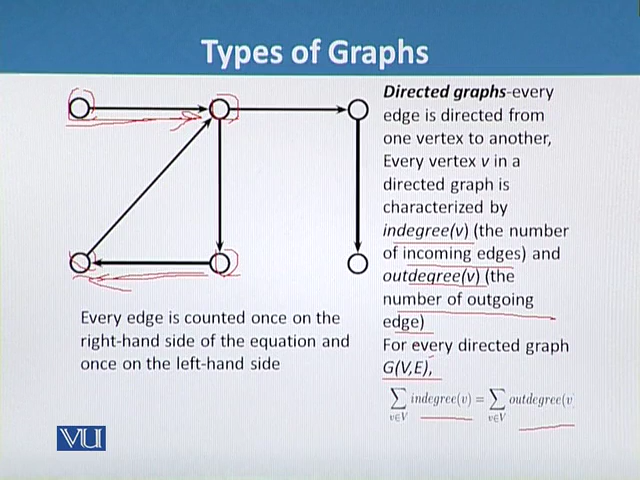 Types of Graphs
Directed graphs-every
edge is directed from
one vertex to another,
Every vertex v in a
directed graph is
characterized by
indegree(v) (the number
of incoming edges) and
outdegree(v) (the
number of outgoing
edge)
For every directed graph
G(V,E),
∑ indegree(v) = ∑ outdegree(v
v∈V v∈V
Every edge is counted once on the
right-hand side of the equation and
once on the left-hand side
VU